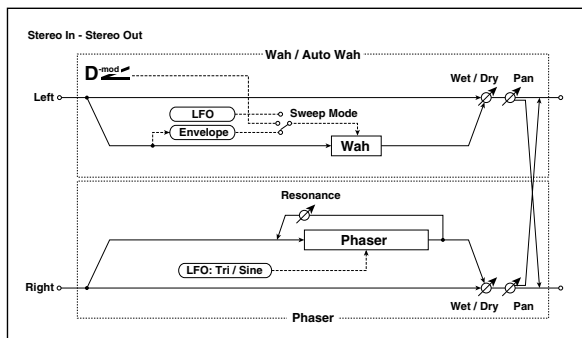 Stereo In - Stereo Out
Wah / Auto Wah
D-mod
Wet / Dry
Pan
Left
LFO
Sweep Mode
Envelope
Wah
Resonance
Phaser
LFO: Tri / Sine
Right
Wet / Dry
Pan
Phaser